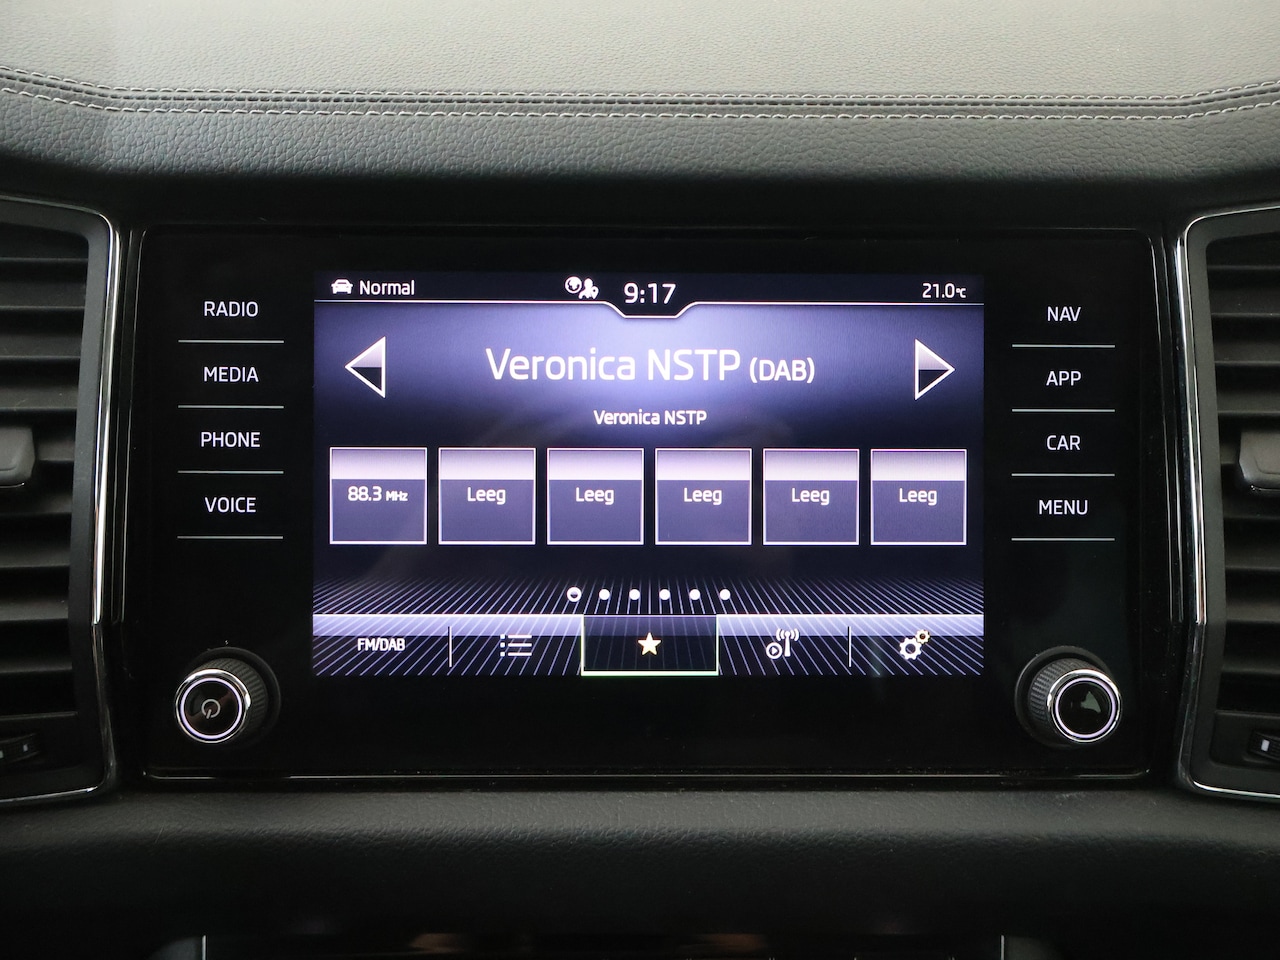 Normal
9:17
21.0°C
RADIO
MEDIA
PHONE
VOICE
Veronica NSTP (DAB)
Veronica NSTP
88.3 MHz
Leeg
Leeg
Leeg
Leeg
Leeg
FM/DAB
NAV
APP
CAR
MENU